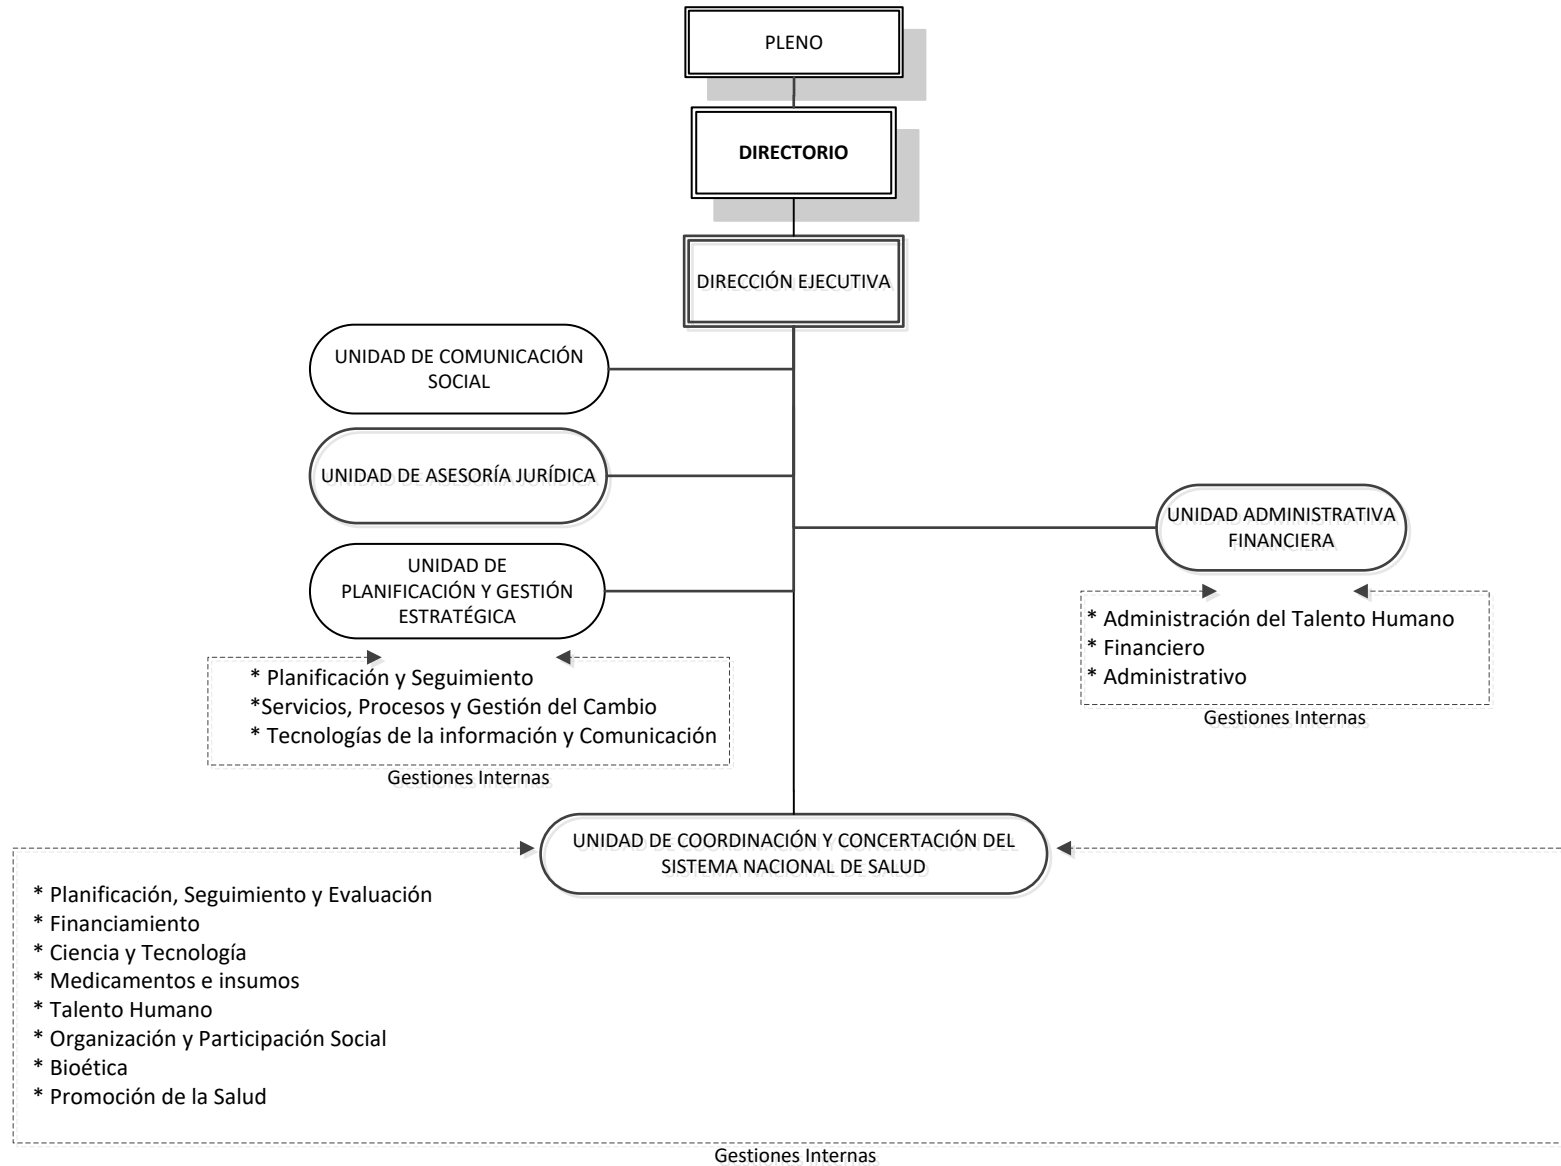 PLENO
DIRECTORIO
DIRECCIÓN EJECUTIVA
UNIDAD DE COMUNICACIÓN
SOCIAL
UNIDAD DE ASESORÍA JURÍDICA
UNIDAD ADMINISTRATIVA
FINANCIERA
UNIDAD DE
PLANIFICACIÓN Y GESTIÓN
ESTRATÉGICA
* Administración del Talento Humano
* Financiero
* Administrativo
Gestiones Internas
* Planificación y Seguimiento
*Servicios, Procesos y Gestión del Cambio
* Tecnologías de la información y Comunicación
Gestiones Internas
UNIDAD DE COORDINACIÓN Y CONCERTACIÓN DEL
SISTEMA NACIONAL DE SALUD
* Planificación, Seguimiento y Evaluación
* Financiamiento
* Ciencia y Tecnología
* Medicamentos e insumos
* Talento Humano
* Organización y Participación Social
* Bioética
* Promoción de la Salud
Gestiones Internas